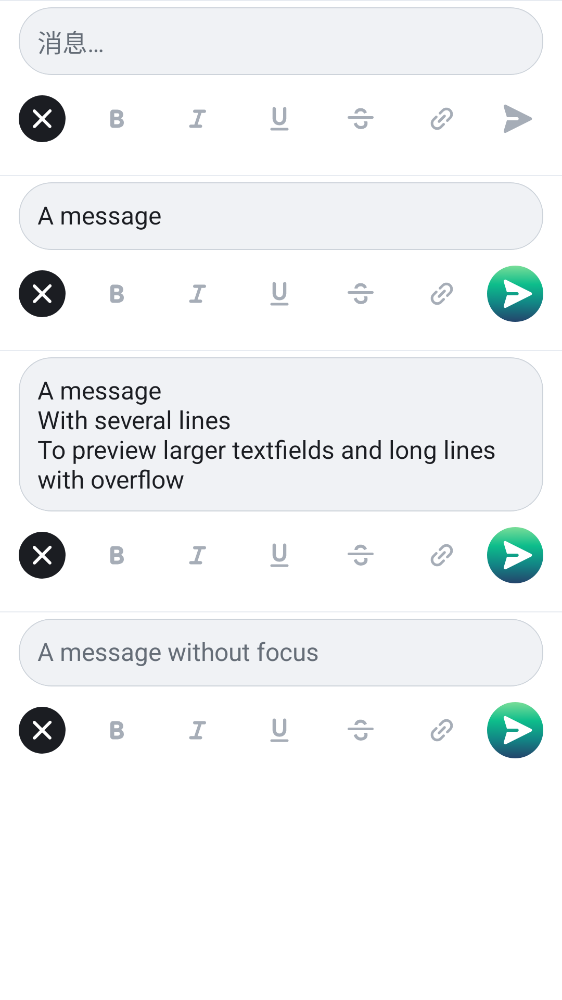 消息…
A message
A message
With several lines
To preview larger textfields and long lines
with overflow
A message without focus